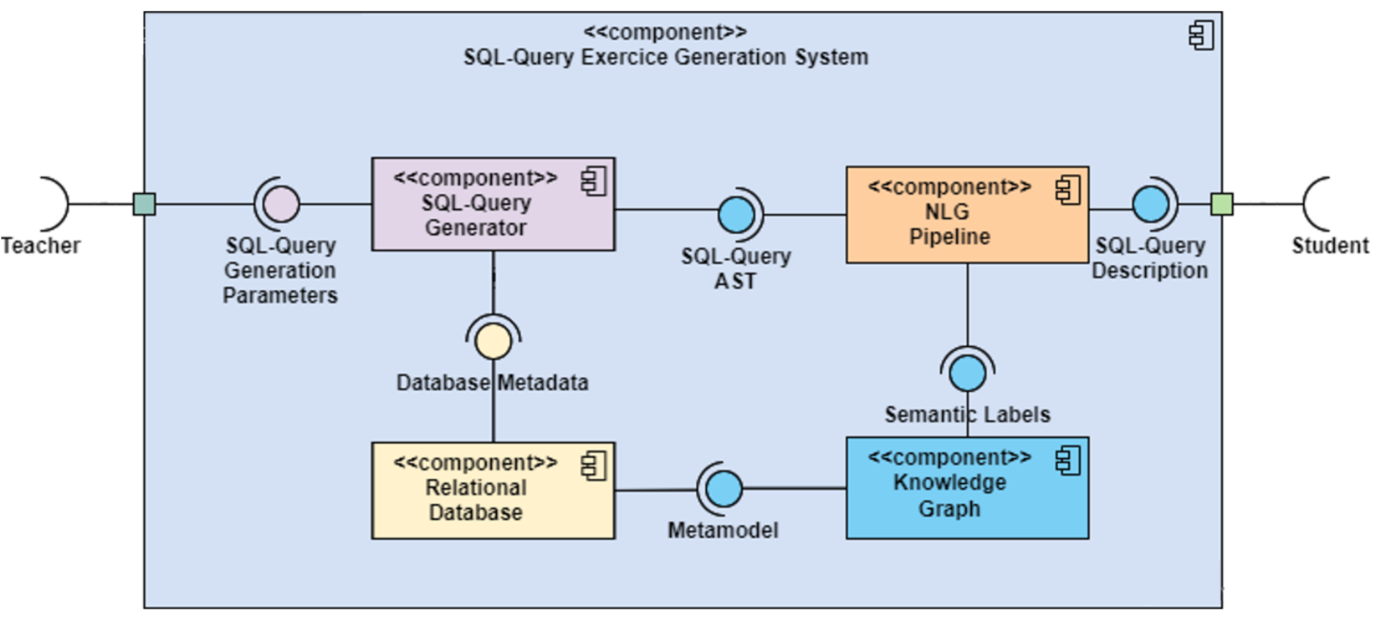 <<component>>
SQL-Query Exercice Generation System
<<component>>
SQL-Query
Generator
<<component>>
NLG
Pipeline
Teacher
SQL-Query
Generation
Parameters
SQL-Query
AST
SQL-Query
Description
Student
Database Metadata
Semantic Labels
<<component>>
Relational
Database
Metamodel
<<component>>
Knowledge
Graph